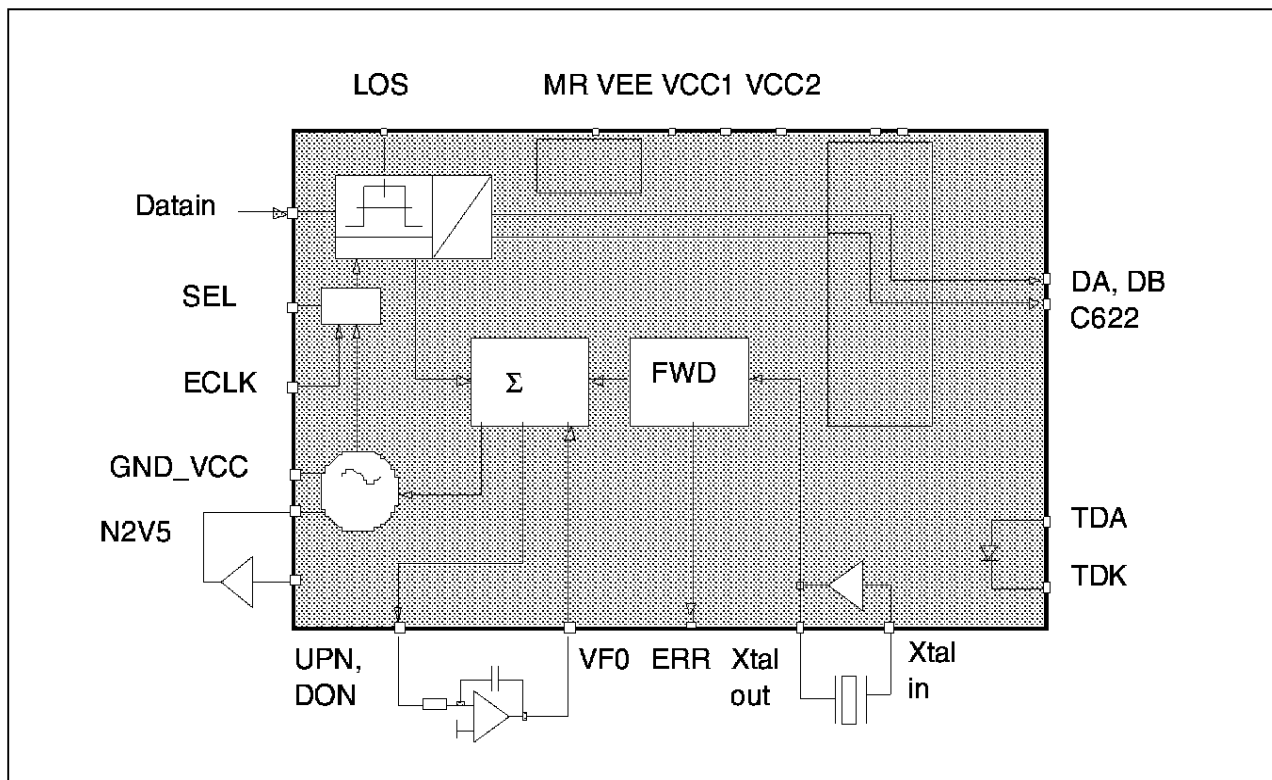 LOS
MR VEE VCC1 VCC2
Datain
SEL
DA, DB
C622
ECLK
Σ
FWD
GND_VCC
N2V5
TDA
TDK
UPN,
DON
VF0
ERR
Xtal
out
Xtal
in